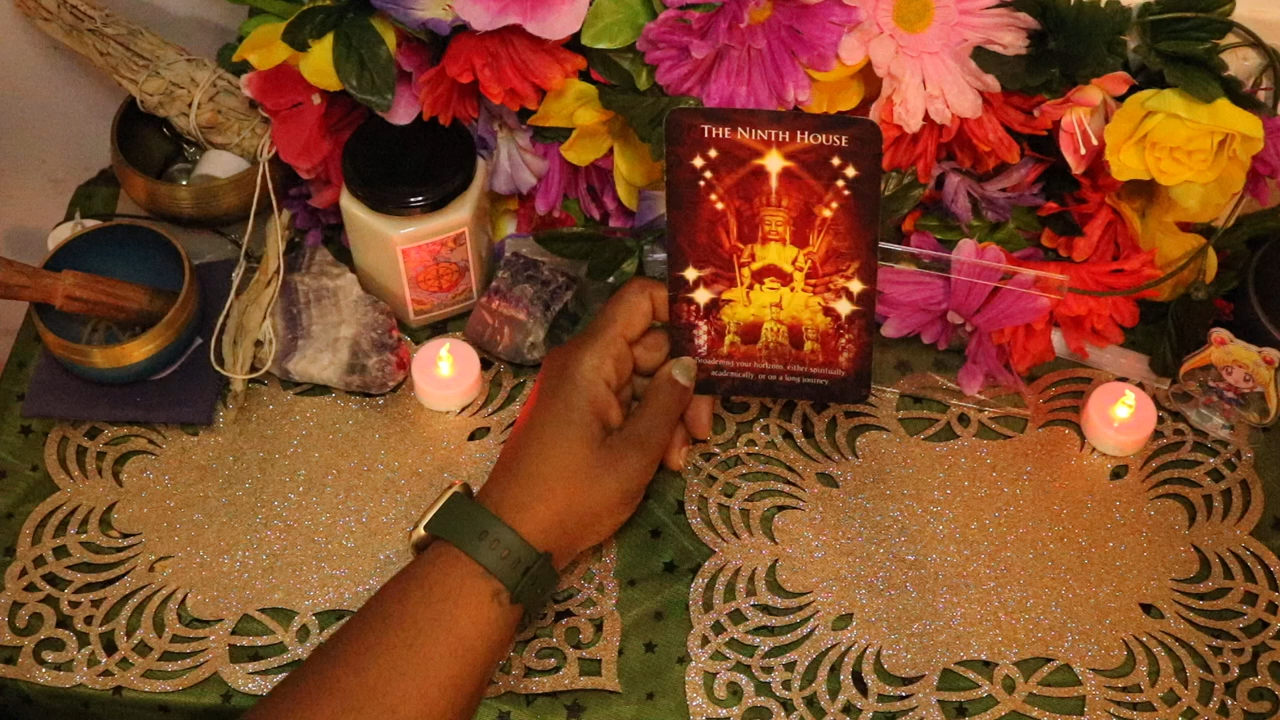 THE NINTH HOUSE
Broadening your horizons, either spiritually,
academically, or on a long journey.